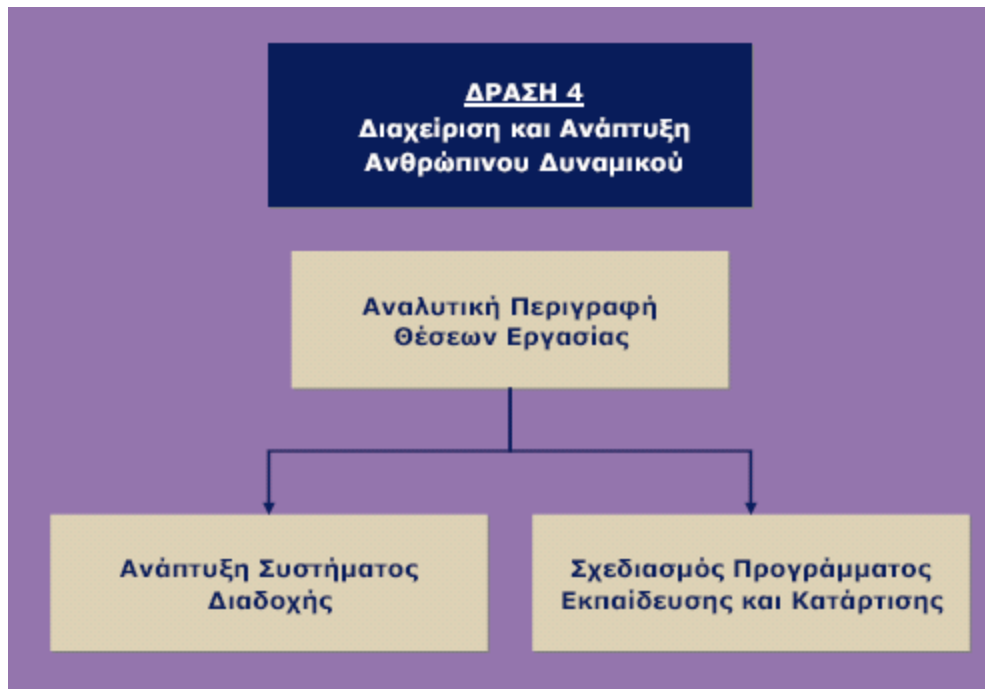 ΔΡΑΣΗ 4
Διαχείριση και Ανάπτυξη
Ανθρώπινου Δυναμικού
Αναλυτική Περιγραφή
Θέσεων Εργασίας
Ανάπτυξη Συστήματος
Διαδοχής
Σχεδιασμός Προγράμματος
Εκπαίδευσης και Κατάρτισης